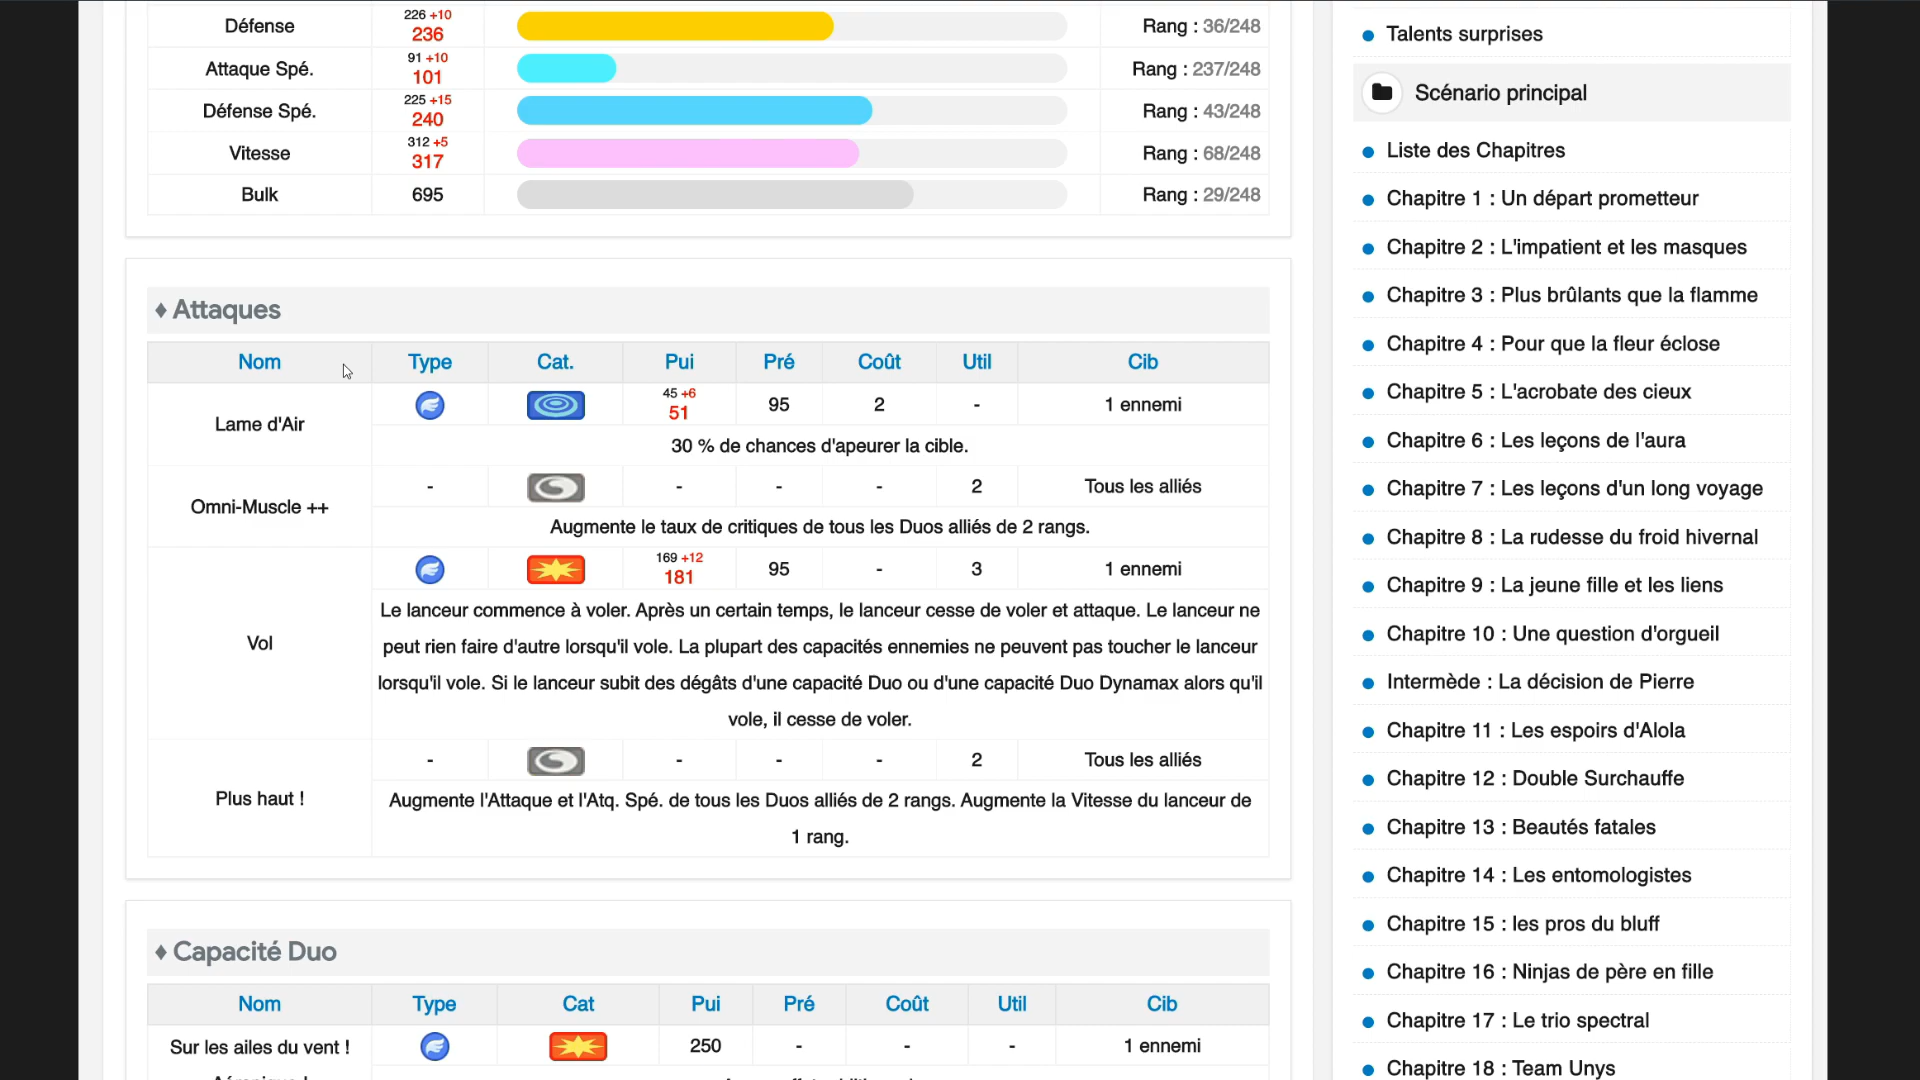 Défense 226 +10 236 Rang : 36/248
Attaque Spé. 91 +10 101 Rang : 237/248
Défense Spé. 225 +15 240 Rang : 43/248
Vitesse 312 +5 317 Rang : 68/248
Bulk 695 Rang : 29/248
♦ Attaques
Nom Type Cat. Pui Pré Coût Util Cib
Lame d'Air 45 +6 51 95 2 - 1 ennemi
30 % de chances d'apeurer la cible.
Omni-Muscle ++ - - - - 2 Tous les alliés
Augmente le taux de critiques de tous les Duos alliés de 2 rangs.
Vol 169 +12 181 95 - 3 1 ennemi
Le lanceur commence à voler. Après un certain temps, le lanceur cesse de voler et attaque. Le lanceur ne
peut rien faire d'autre lorsqu'il vole. La plupart des capacités ennemies ne peuvent pas toucher le lanceur
lorsqu'il vole. Si le lanceur subit des dégâts d'une capacité Duo ou d'une capacité Duo Dynamax alors qu'il
vole, il cesse de voler.
Plus haut ! - - - - 2 Tous les alliés
Augmente l'Attaque et l'Atq. Spé. de tous les Duos alliés de 2 rangs. Augmente la Vitesse du lanceur de
1 rang.
♦ Capacité Duo
Nom Type Cat Pui Pré Coût Util Cib
Sur les ailes du vent ! 250 - - - 1 ennemi
Talents surprises
Scénario principal
Liste des Chapitres
Chapitre 1 : Un départ prometteur
Chapitre 2 : L'impatient et les masques
Chapitre 3 : Plus brûlants que la flamme
Chapitre 4 : Pour que la fleur éclose
Chapitre 5 : L'acrobate des cieux
Chapitre 6 : Les leçons de l'aura
Chapitre 7 : Les leçons d'un long voyage
Chapitre 8 : La rudesse du froid hivernal
Chapitre 9 : La jeune fille et les liens
Chapitre 10 : Une question d'orgueil
Intermède : La décision de Pierre
Chapitre 11 : Les espoirs d'Alola
Chapitre 12 : Double Surchauffe
Chapitre 13 : Beautés fatales
Chapitre 14 : Les entomologistes
Chapitre 15 : les pros du bluff
Chapitre 16 : Ninjas de père en fille
Chapitre 17 : Le trio spectral
Chapitre 18 : Team Unys